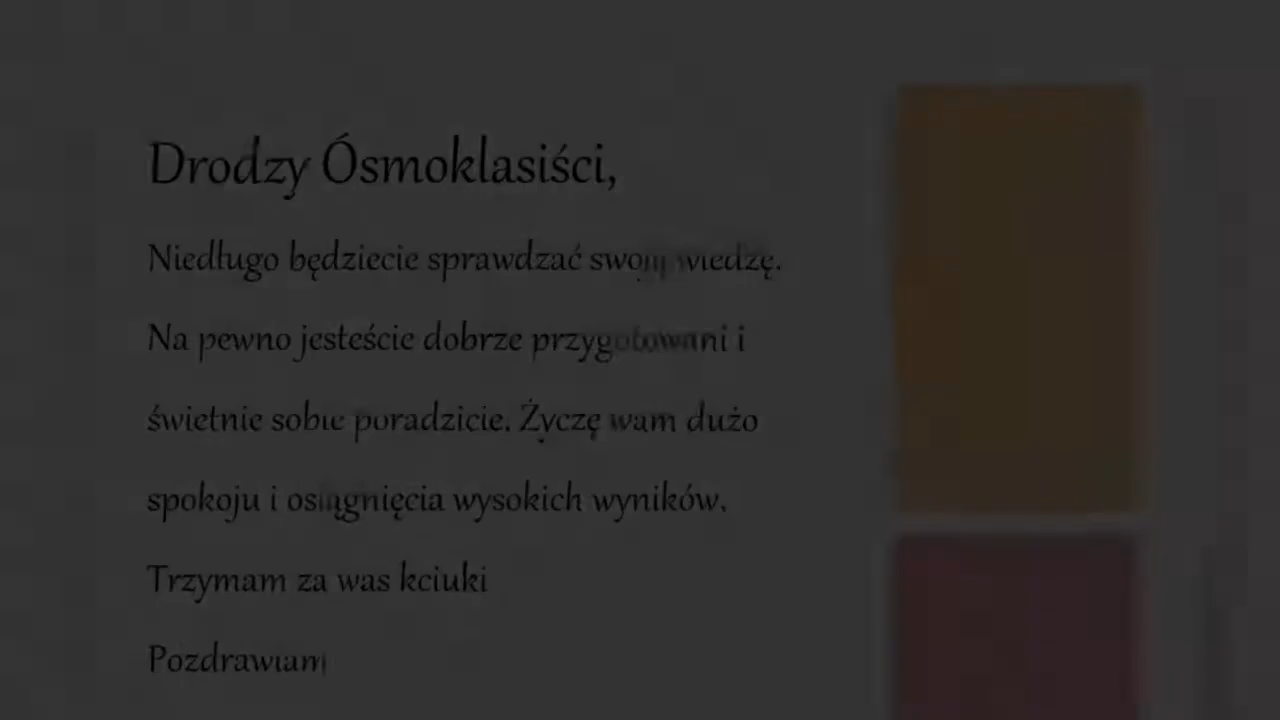 Drodzy Ósmoklasiści,
Niedługo będziecie sprawdzać swoją wiedzę.
Na pewno jesteście dobrze przygotowani i
świetnie sobie poradzicie. Życzę wam dużo
spokoju i osiągnięcia wysokich wyników.
Trzymam za was kciuki
Pozdrawiam